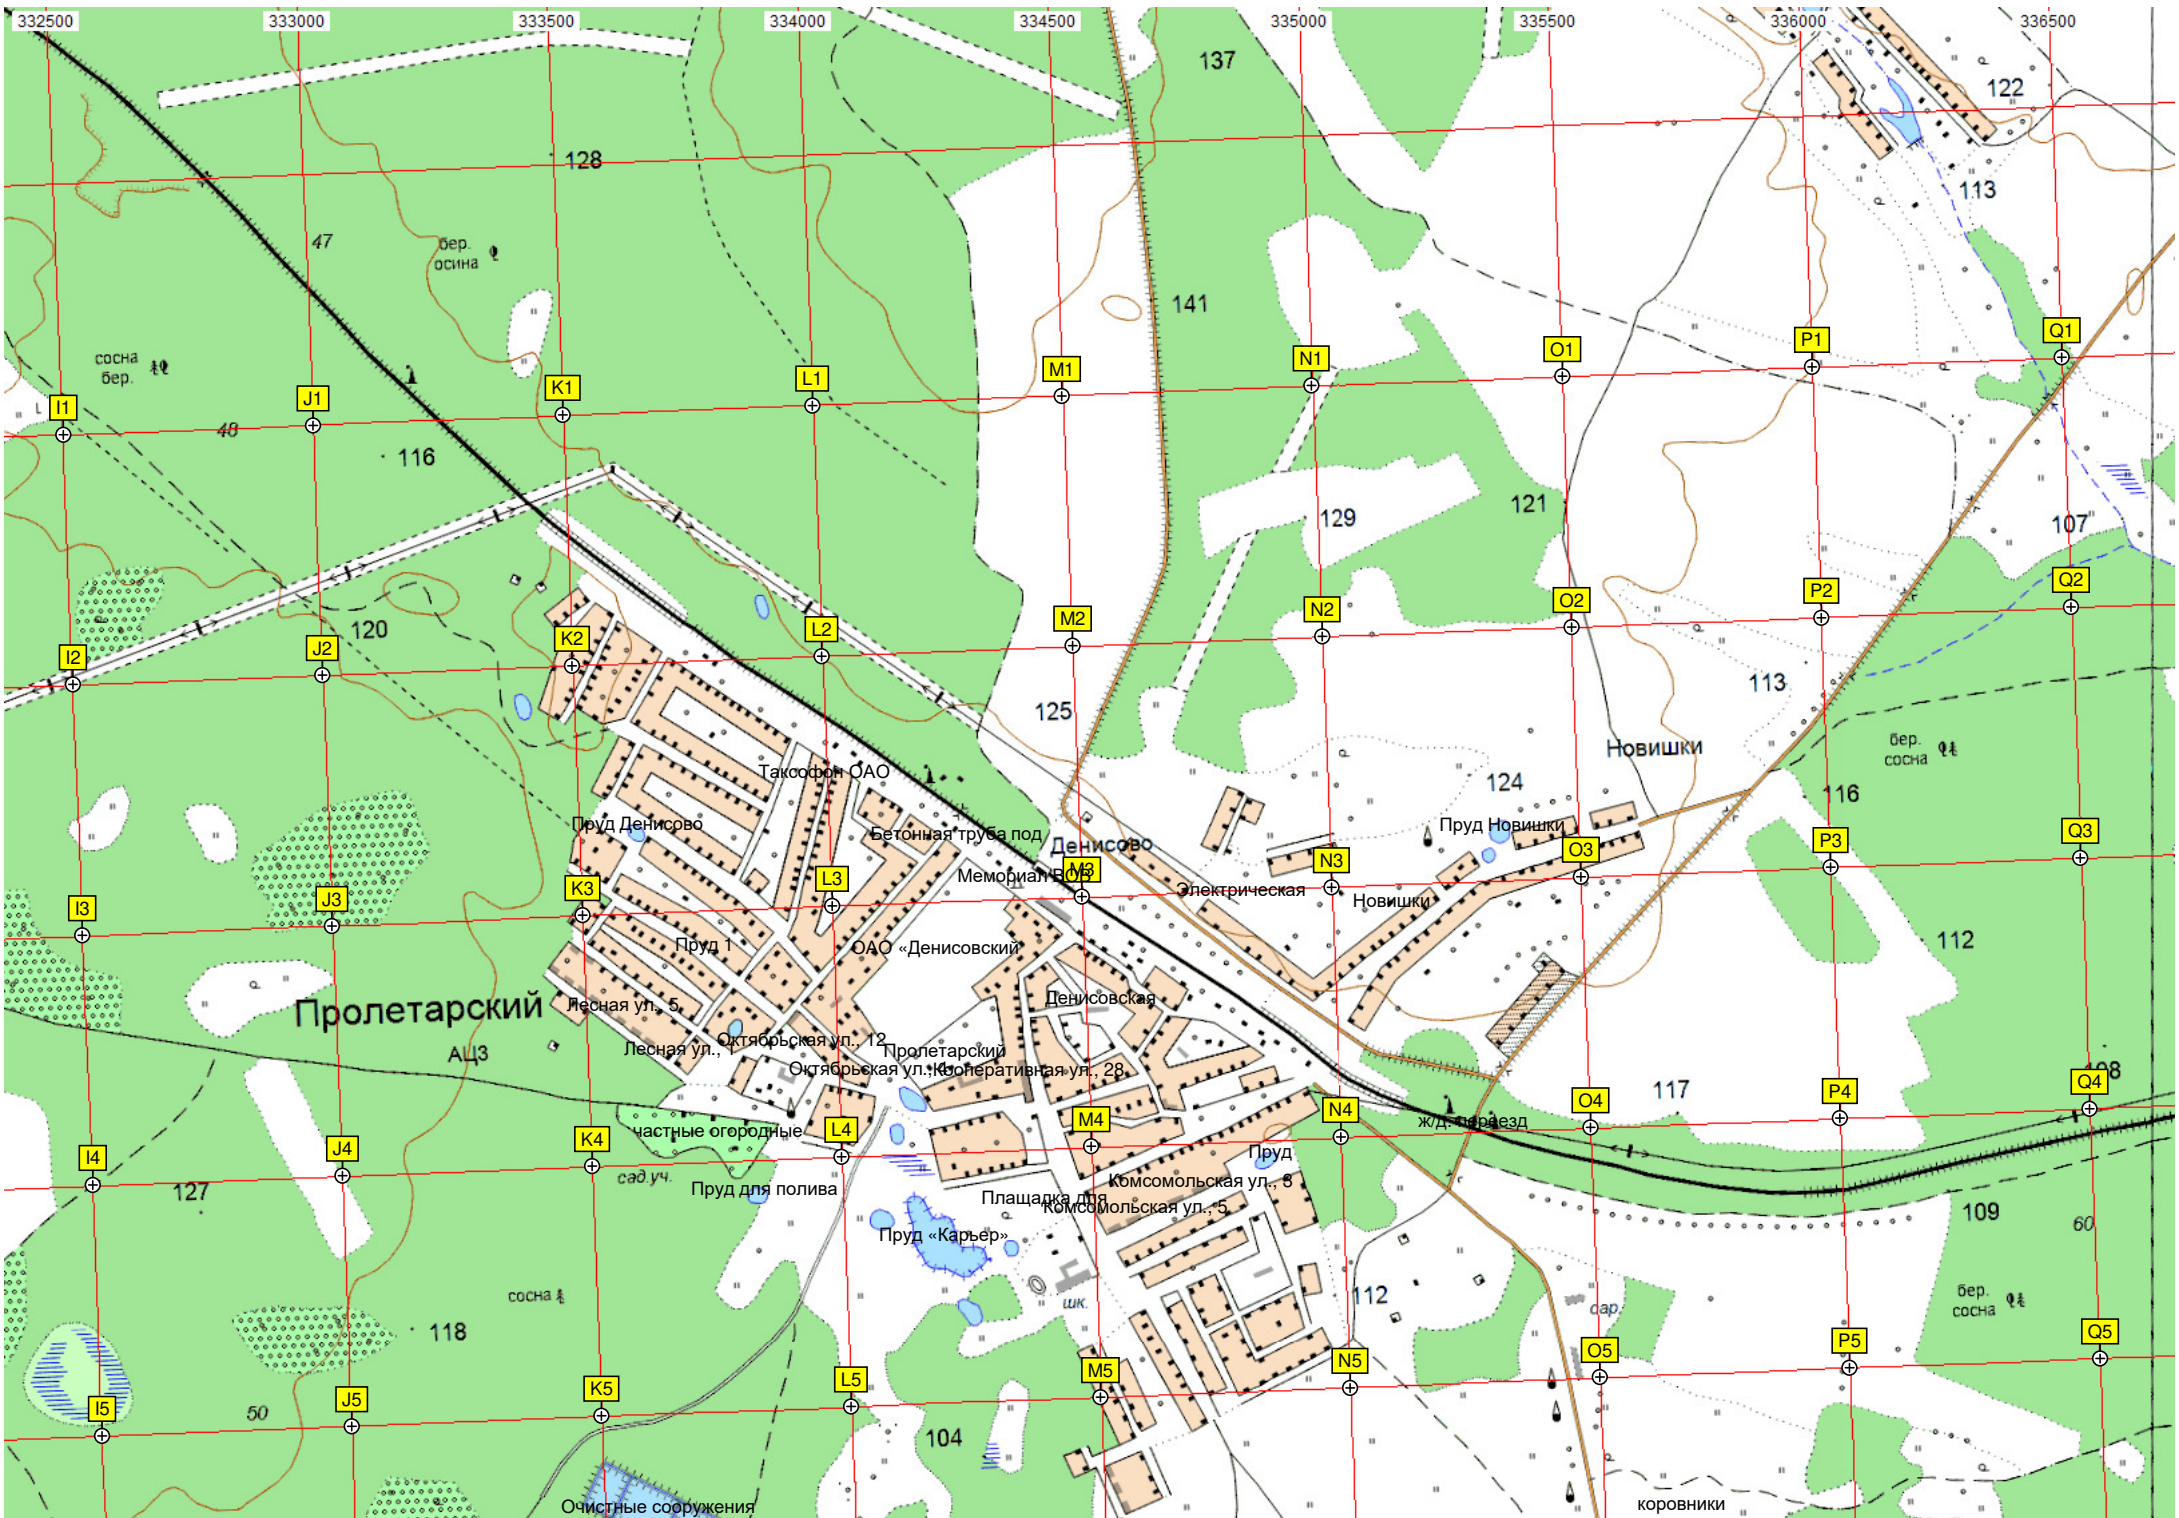 332500 333000 333500 334000 334500 335000 335500 336000 336500
137
122
128
113
47
бер.
осина
141
сосна
бер.
I1 J1 K1 L1 M1 N1 O1 P1 Q1
48
116
129
121
107
120
I2 J2 K2 L2 M2 N2 O2 P2 Q2
125
113
Новишки
бер.
сосна
Таксофон ОАО
124
116
Пруд Денисово
Бетонная труба под
Денисово
Пруд Новишки
Мемориал ВОВ
Электрическая
Новишки
I3 J3 K3 L3 M3 N3 O3 P3 Q3
Пруд 1
ОАО «Денисовский
112
Пролетарский
АЦЗ
Лесная ул., 5
Денисовская
Лесная ул., 1
Октябрьская ул., 12
Пролетарский
Октябрьская ул., 4
Кооперативная ул., 28
117
108
ж/д. переезд
частные огородные
I4 J4 K4 L4 M4 N4 O4 P4 Q4
Пруд
127
сад.уч.
Пруд для полива
Комсомольская ул., 3
Плащадка для
Комсомольская ул., 5
109
60
Пруд «Карьер»
сосна
шк.
112
сар.
бер.
сосна
118
I5 J5 K5 L5 M5 N5 O5 P5 Q5
50
104
Очистные сооружения
коровники